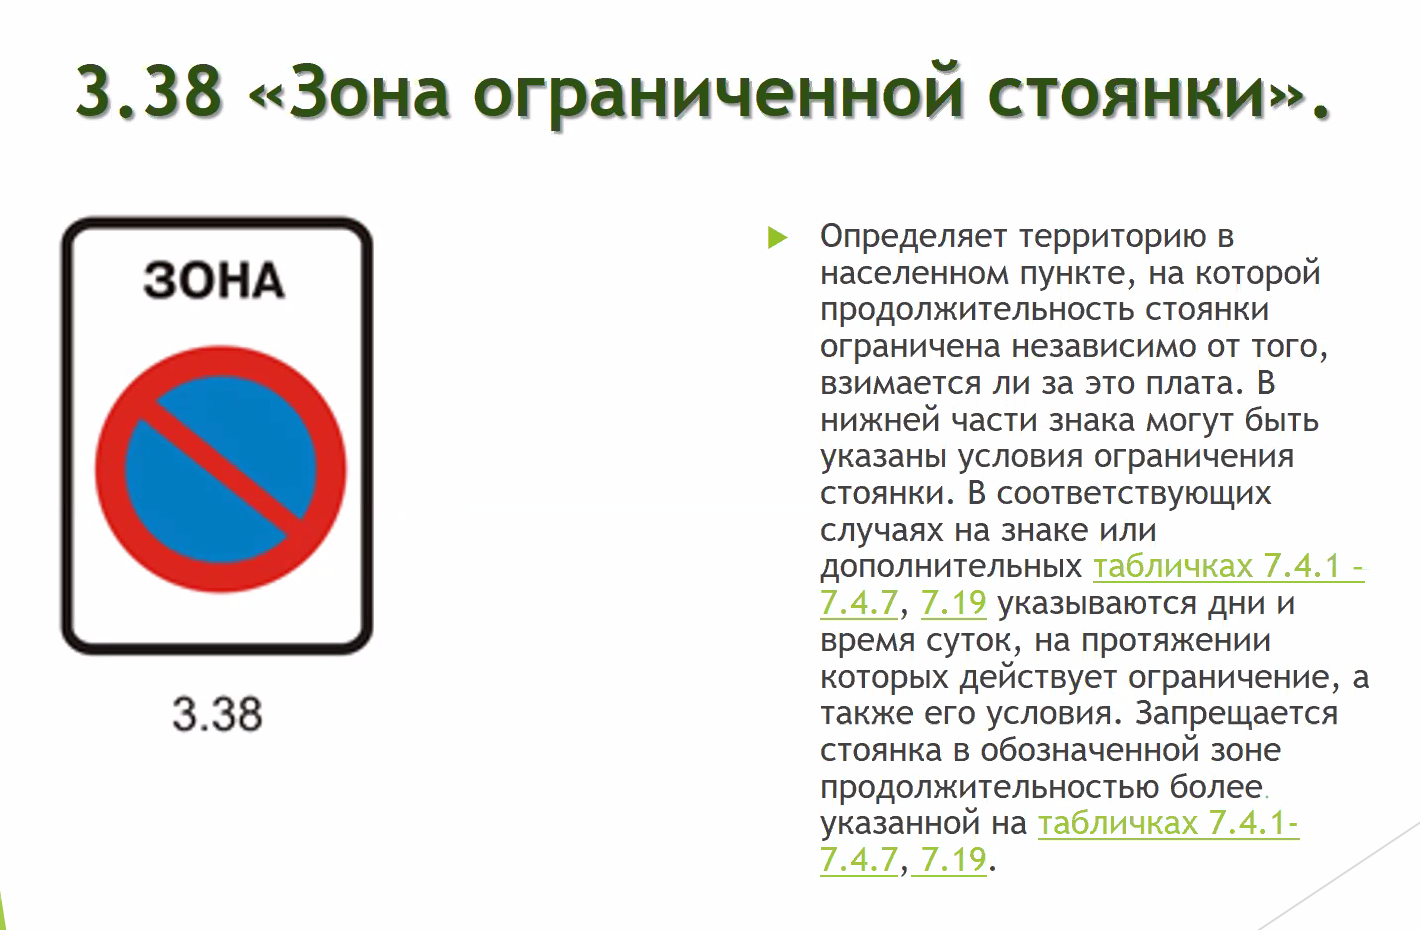 3.38 «Зона ограниченной стоянки».
ЗОНА
3.38
Определяет территорию в
населенном пункте, на которой
продолжительность стоянки
ограничена независимо от того,
взимается ли за это плата. В
нижней части знака могут быть
указаны условия ограничения
стоянки. В соответствующих
случаях на знаке или
дополнительных табличках 7.4.1 –
7.4.7, 7.19 указываются дни и
время суток, на протяжении
которых действует ограничение, а
также его условия. Запрещается
стоянка в обозначенной зоне
продолжительностью более.
указанной на табличках 7.4.1-
7.4.7, 7.19.